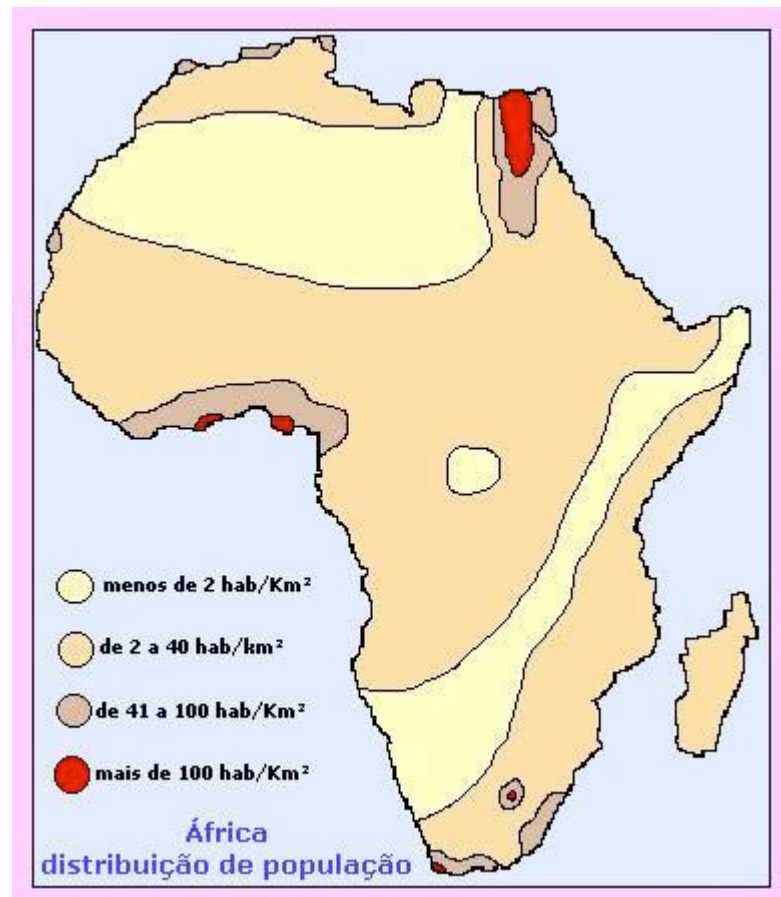 menos de 2 hab/Km²
de 2 a 40 hab/km²
de 41 a 100 hab/Km²
mais de 100 hab/Km²
África
distribuição de população